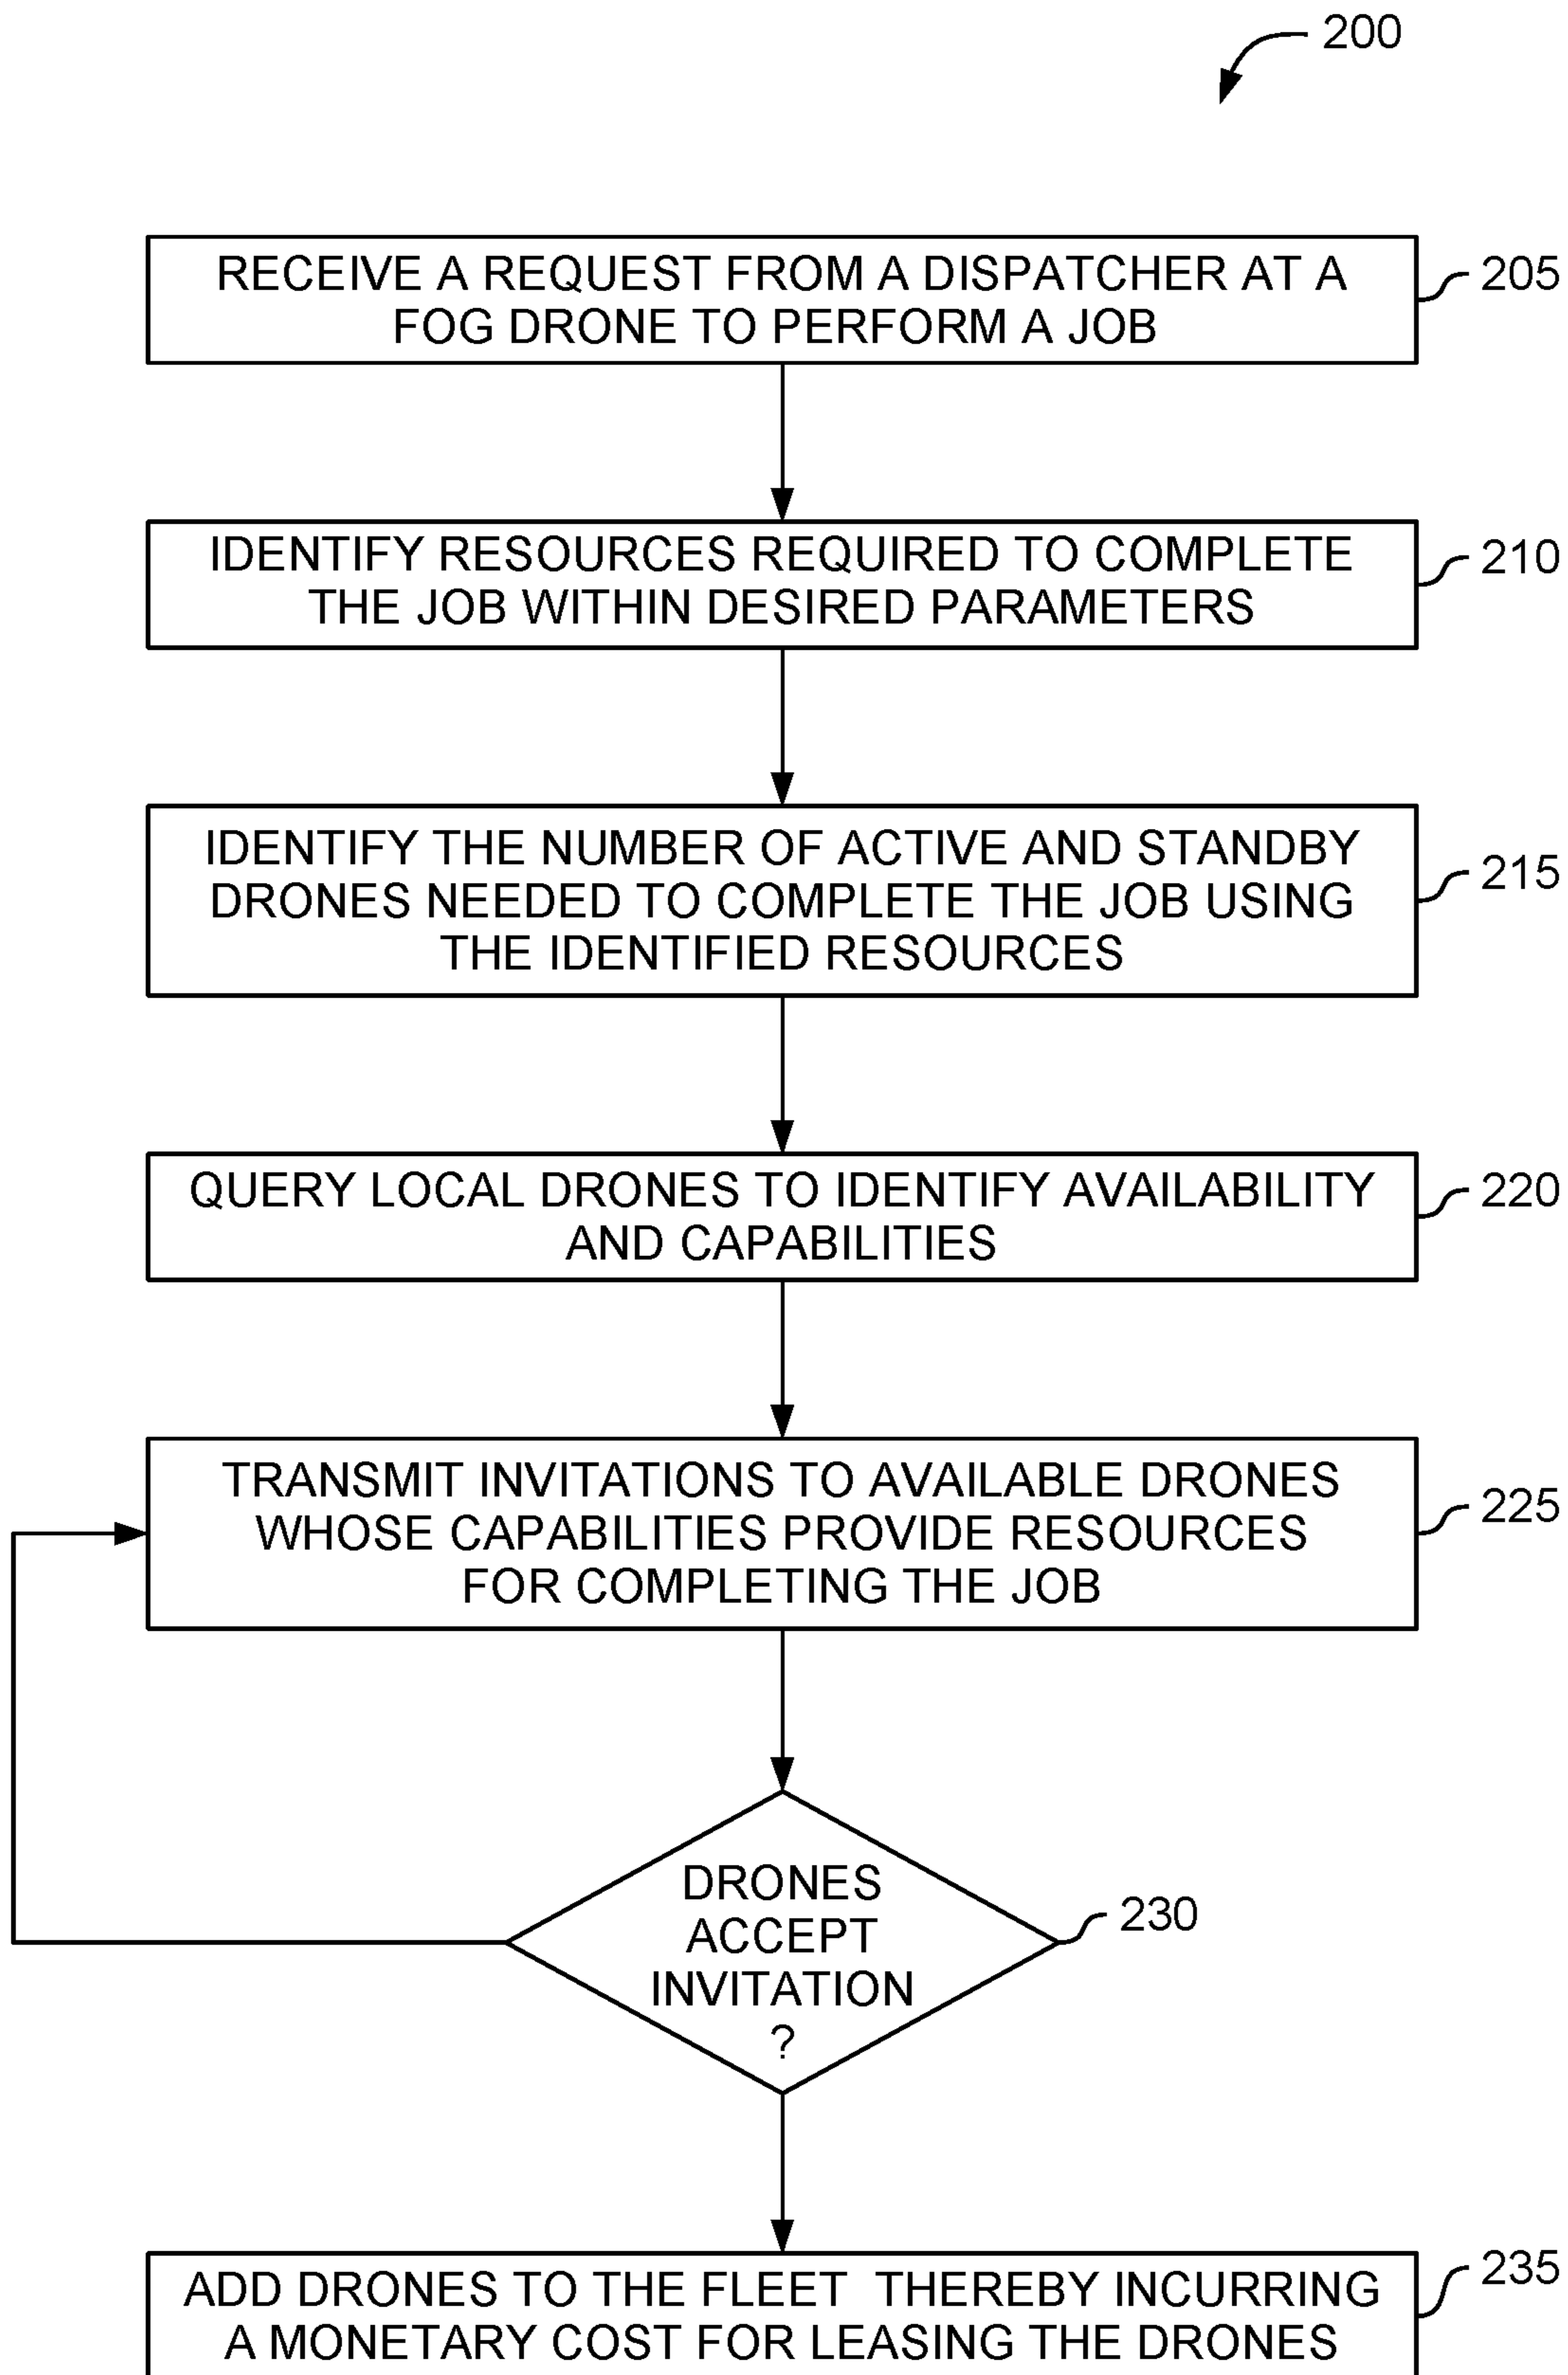 200
RECEIVE A REQUEST FROM A DISPATCHER AT A
FOG DRONE TO PERFORM A JOB
205
IDENTIFY RESOURCES REQUIRED TO COMPLETE
THE JOB WITHIN DESIRED PARAMETERS
210
IDENTIFY THE NUMBER OF ACTIVE AND STANDBY
DRONES NEEDED TO COMPLETE THE JOB USING
THE IDENTIFIED RESOURCES
215
QUERY LOCAL DRONES TO IDENTIFY AVAILABILITY
AND CAPABILITIES
220
TRANSMIT INVITATIONS TO AVAILABLE DRONES
WHOSE CAPABILITIES PROVIDE RESOURCES
FOR COMPLETING THE JOB
225
DRONES
ACCEPT
INVITATION
?
230
ADD DRONES TO THE FLEET THEREBY INCURRING
A MONETARY COST FOR LEASING THE DRONES
235